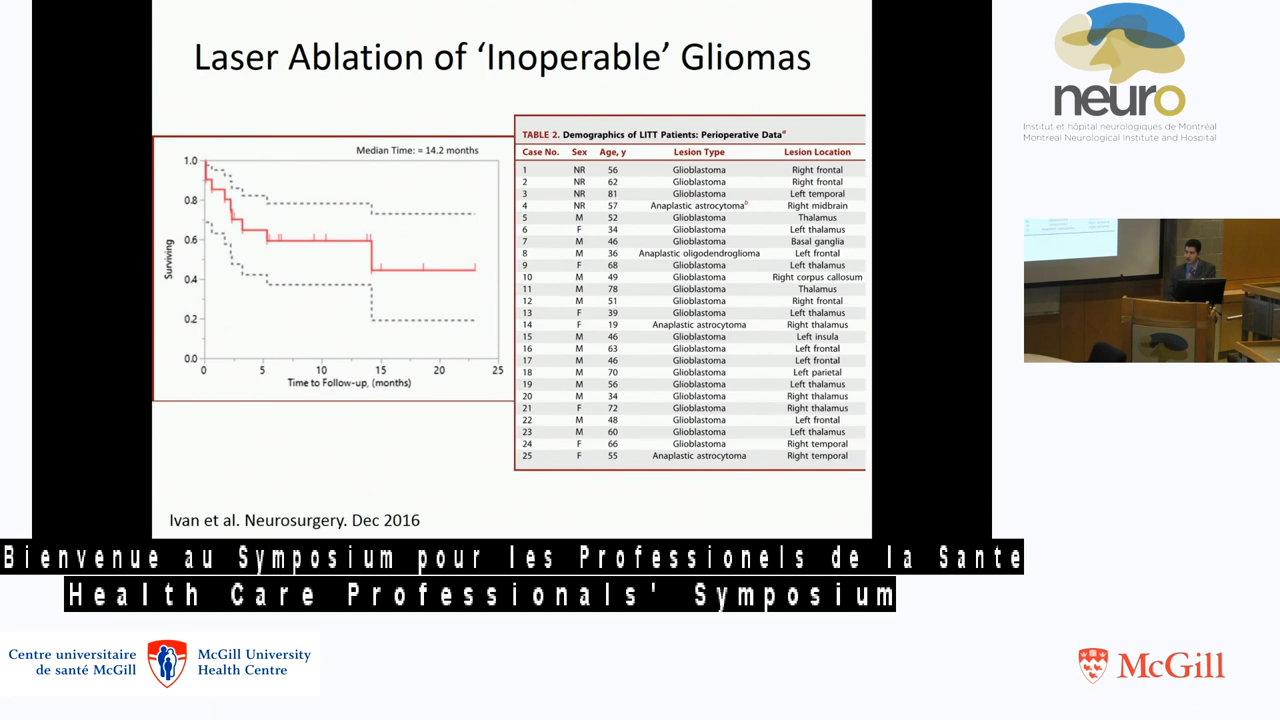 Laser Ablation of ‘Inoperable’ Gliomas
Median Time: = 14.2 months
1.0
0.8
0.6
0.4
0.2
0.0
Surviving
0 5 10 15 20 25
Time to Follow-up, (months)
TABLE 2. Demographics of LITT Patients: Perioperative Dataa
Case No. Sex Age, y Lesion Type Lesion Location
1 NR 56 Glioblastoma Right frontal
2 NR 62 Glioblastoma Right frontal
3 NR 81 Glioblastoma Left temporal
4 NR 57 Anaplastic astrocytomab Right midbrain
5 M 52 Glioblastoma Thalamus
6 F 34 Glioblastoma Left thalamus
7 M 46 Glioblastoma Basal ganglia
8 M 36 Anaplastic oligodendroglioma Left frontal
9 F 68 Glioblastoma Left thalamus
10 M 49 Glioblastoma Right corpus callosum
11 M 78 Glioblastoma Thalamus
12 M 51 Glioblastoma Right frontal
13 F 39 Glioblastoma Left thalamus
14 F 19 Anaplastic astrocytoma Right thalamus
15 M 46 Glioblastoma Left insula
16 M 63 Glioblastoma Left frontal
17 M 46 Glioblastoma Left frontal
18 M 70 Glioblastoma Left parietal
19 M 56 Glioblastoma Left thalamus
20 M 34 Glioblastoma Right thalamus
21 F 72 Glioblastoma Right thalamus
22 M 48 Glioblastoma Left frontal
23 M 60 Glioblastoma Left thalamus
24 F 66 Glioblastoma Right temporal
25 F 55 Anaplastic astrocytoma Right temporal
Ivan et al. Neurosurgery. Dec 2016
neuro
Institut et hôpital neurologiques de Montréal
Montreal Neurological Institute and Hospital
Bienvenue au Symposium pour les Professionels de la Sante
Health Care Professionals' Symposium
Centre universitaire
de santé McGill
McGill University
Health Centre
McGill